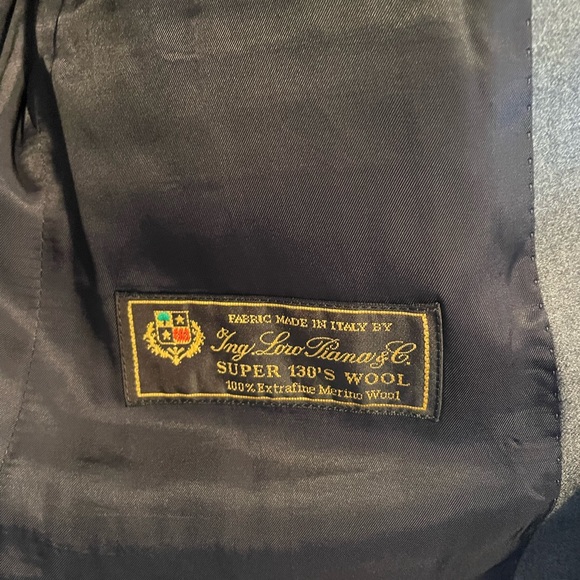 FABRIC MADE IN ITALY BY
Ing. Loro Piana & C.
SUPER 130'S WOOL
100% Extrafine Merino Wool